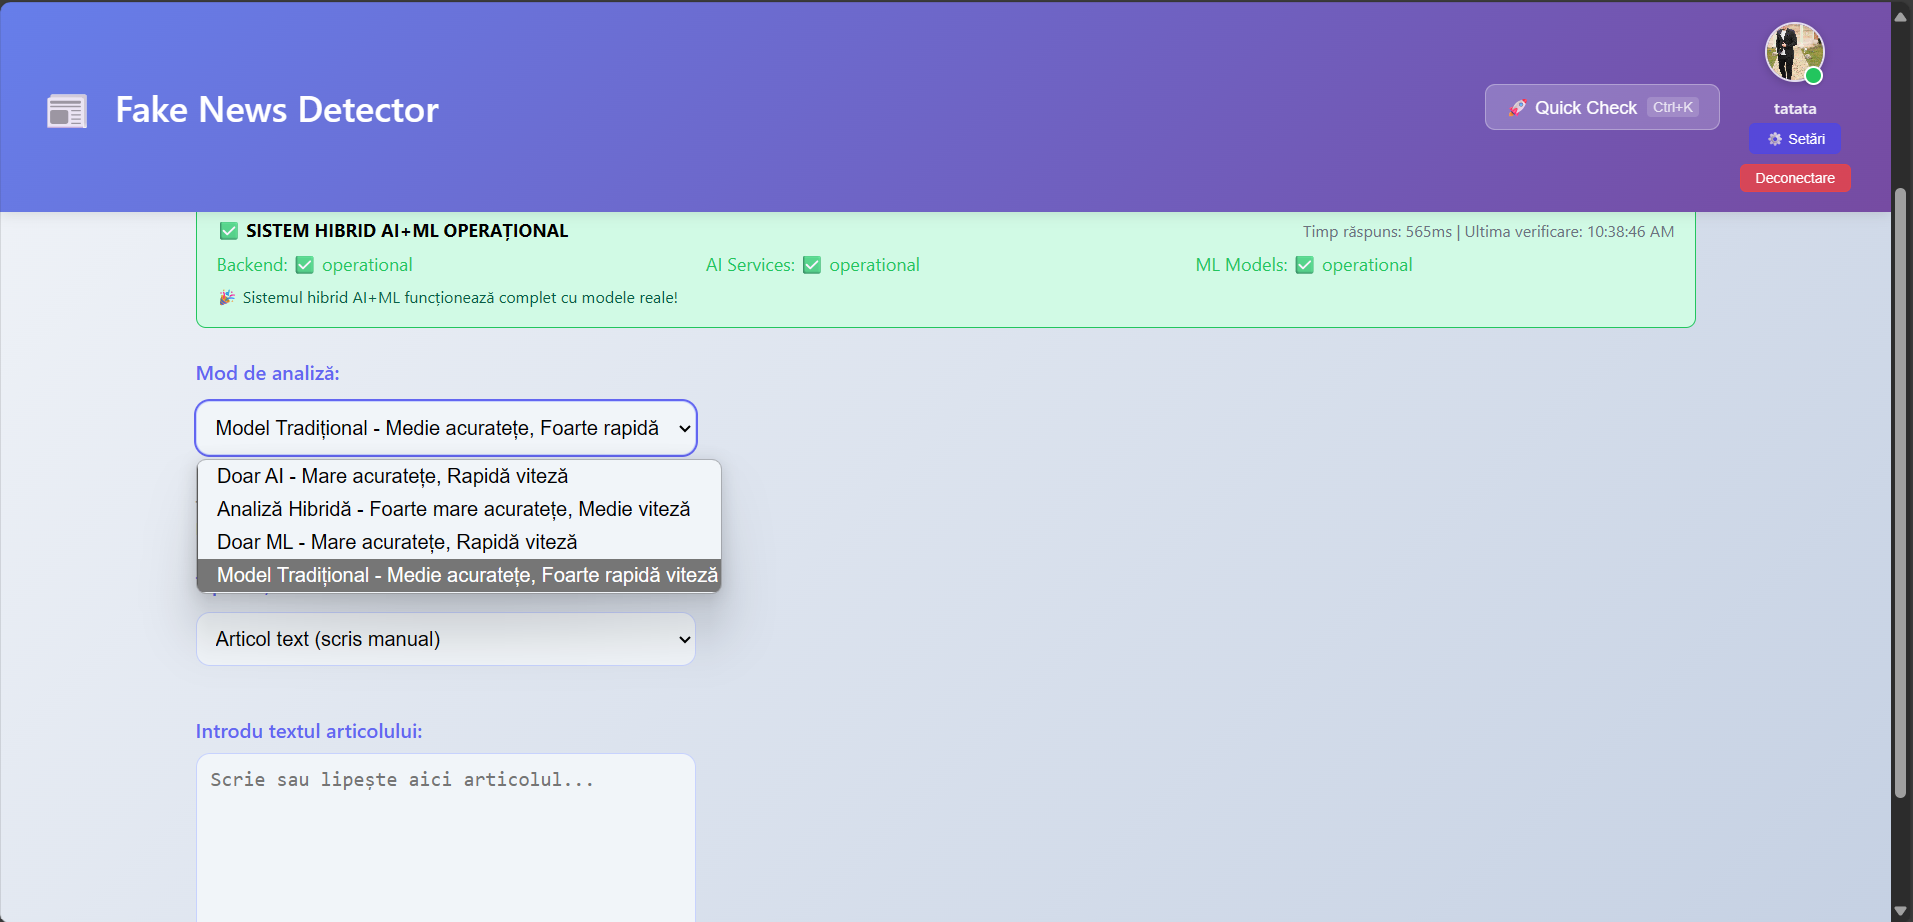 Fake News Detector
🚀 Quick Check Ctrl+K
tatata
⚙️ Setări
Deconectare
✅ SISTEM HIBRID AI+ML OPERAȚIONAL
Timp răspuns: 565ms | Ultima verificare: 10:38:46 AM
Backend: ✅ operational
AI Services: ✅ operational
ML Models: ✅ operational
🎉 Sistemul hibrid AI+ML funcționează complet cu modele reale!
Mod de analiză:
Model Tradițional - Medie acuratețe, Foarte rapidă
Doar AI - Mare acuratețe, Rapidă viteză
Analiză Hibridă - Foarte mare acuratețe, Medie viteză
Doar ML - Mare acuratețe, Rapidă viteză
Model Tradițional - Medie acuratețe, Foarte rapidă viteză
Articol text (scris manual)
Introdu textul articolului:
Scrie sau lipește aici articolul...